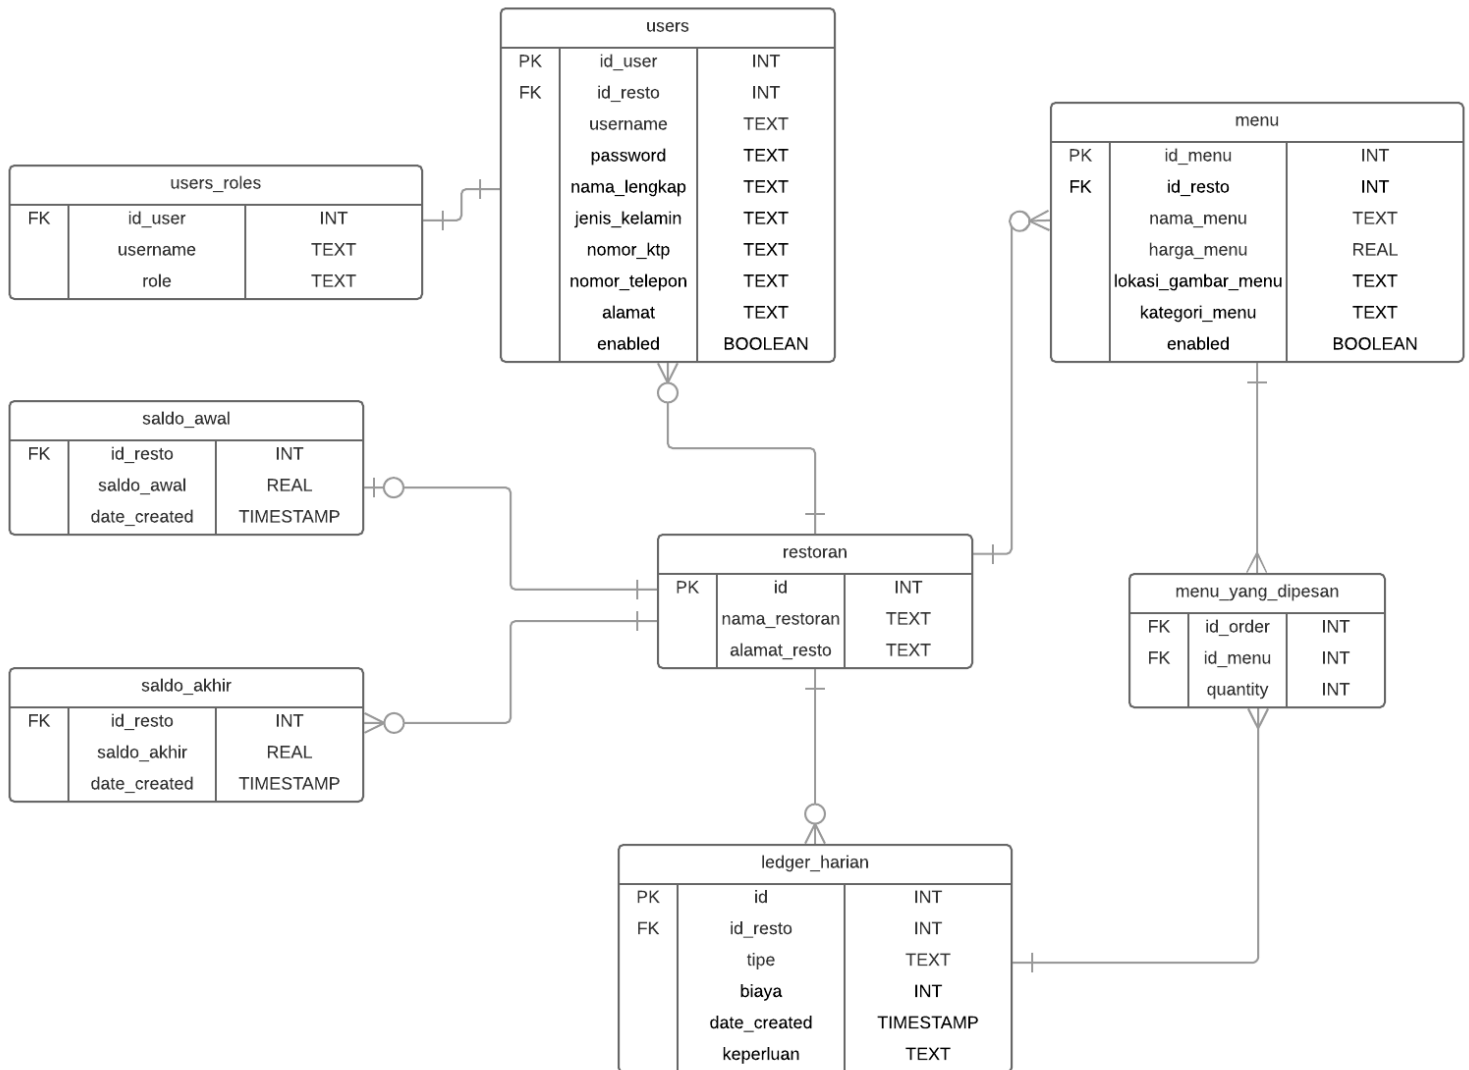 users
PK id_user INT
FK id_resto INT
username TEXT
password TEXT
nama_lengkap TEXT
jenis_kelamin TEXT
nomor_ktp TEXT
nomor_telepon TEXT
alamat TEXT
enabled BOOLEAN
menu
PK id_menu INT
FK id_resto INT
nama_menu TEXT
harga_menu REAL
lokasi_gambar_menu TEXT
kategori_menu TEXT
enabled BOOLEAN
users_roles
FK id_user INT
username TEXT
role TEXT
saldo_awal
FK id_resto INT
saldo_awal REAL
date_created TIMESTAMP
restoran
PK id INT
nama_restoran TEXT
alamat_resto TEXT
menu_yang_dipesan
FK id_order INT
FK id_menu INT
quantity INT
saldo_akhir
FK id_resto INT
saldo_akhir REAL
date_created TIMESTAMP
ledger_harian
PK id INT
FK id_resto INT
tipe TEXT
biaya INT
date_created TIMESTAMP
keperluan TEXT